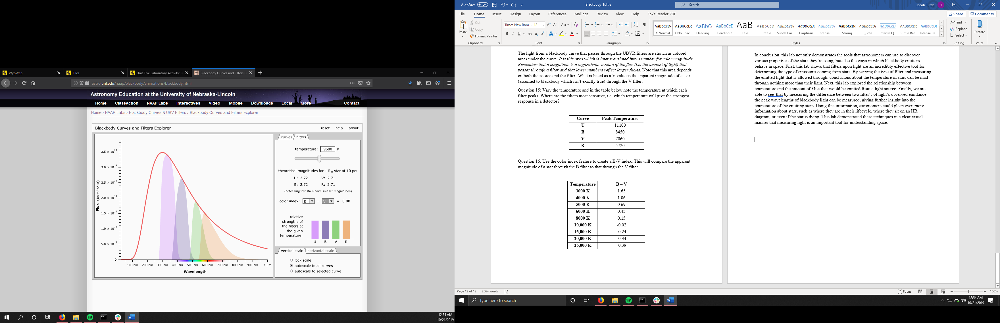 WyoWeb
Files
Unit Five Laboratory Activity: B
Blackbody Curves and Filters E
astro.unl.edu/naap/blackbody/animations/blackbody.html
Astronomy Education at the University of Nebraska-Lincoln
Home ClassAction NAAP Labs Interactives Video Mobile Downloads Local More Contact
Home › NAAP Labs › Blackbody Curves & UBV Filters › Blackbody Curves and Filters Explorer
Blackbody Curves and Filters Explorer reset help about
curves filters
temperature: 9680 K
theoretical magnitudes for 1 R⊙ star at 10 pc:
U: 2.72 V: 2.71
B: 2.72 R: 2.71
(note: brighter stars have smaller magnitudes)
color index: B - V = 0.00
relative
strengths of
the filters at
the given
temperature:
U B V R
vertical scale horizontal scale
lock scale
autoscale to all curves
autoscale to selected curve
Flux (J/s·m²·Δλ·sr)
3.5 × 10¹⁴
3.0 × 10¹⁴
2.5 × 10¹⁴
2.0 × 10¹⁴
1.5 × 10¹⁴
1.0 × 10¹⁴
5.0 × 10¹³
0
100 nm 200 nm 300 nm 400 nm 500 nm 600 nm 700 nm 800 nm 900 nm 1 μm
Wavelength
12:54 AM
10/21/2019
AutoSave Off
Blackbody_Tuttle
Search
Jacob Tuttle JT
File Home Insert Design Layout References Mailings Review View Help Foxit Reader PDF
Share Comments
Paste
Cut
Copy
Format Painter
Clipboard
Times New Rom 12
Font
Paragraph
AaBbCcDc AaBbCcDc AaBbCc AaBbCcE AaB AaBbCcD AaBbCcDc AaBbCcDc AaBbCcDc AaBbCcDc AaBbCcDc AaBbCcDc AaBbCcDc AaBbCcDc
¶ Normal ¶ No Spac... Heading 1 Heading 2 Title Subtitle Subtle Em... Emphasis Intense E... Strong Quote Intense Q... Subtle Ref... Intense Re...
Styles
Find
Replace
Select
Editing
Dictate
Voice
The light from a blackbody curve that passes through the UBVR filters are shown as colored
areas under the curve. It is this area which is later translated into a number for color magnitude.
Remember that a magnitude is a logarithmic version of the flux (i.e. the amount of light) that
passes through a filter and that lower numbers reflect larger fluxes. Note that this area depends
on both the source and the filter. What is listed as a V value is the apparent magnitude of a star
(assumed to blackbody which isn't exactly true) through the V filter.
Question 15: Vary the temperature and in the table below note the temperature at which each
filter peaks. Where are the filters most sensitive, i.e. which temperature will give the strongest
response in a detector?
Curve Peak Temperature
U 11100
B 8450
V 7060
R 5720
Question 16: Use the color index feature to create a B-V index. This will compare the apparent
magnitude of a star through the B filter to that through the V filter.
Temperature B – V
3000 K 1.65
4000 K 1.06
5000 K 0.69
6000 K 0.45
8000 K 0.15
10,000 K -0.02
15,000 K -0.24
20,000 K -0.34
25,000 K -0.39
In conclusion, this lab not only demonstrates the tools that astronomers can use to discover
various properties of the stars they're using, but also the ways in which blackbody emitters
behave in space. First, this lab shows that filters upon light are an incredibly effective tool for
determining the type of emissions coming from stars. By varying the type of filter and measuring
the emitted light that is allowed through, conclusions about the temperature of stars can be mad
through nothing more than their light. Next, this lab explored the relationship between
temperature and the amount of Flux that would be emitted from a light source. Finally, we are
able to see that by measuring the difference between two filter's of light's observed emittance
the peak wavelengths of blackbody light can be measured, giving further insight into the
temperature of the emitting stars. Using this information, astronomers could glean even more
information about stars, such as where they are in their lifecycle, where they sit on an HR
diagram, or even if the star is dying. This lab demonstrated these techniques in a clear visual
manner that measuring light is an important tool for understanding space.
Page 12 of 12 2564 words
Focus
100%
Type here to search
12:54 AM
10/21/2019